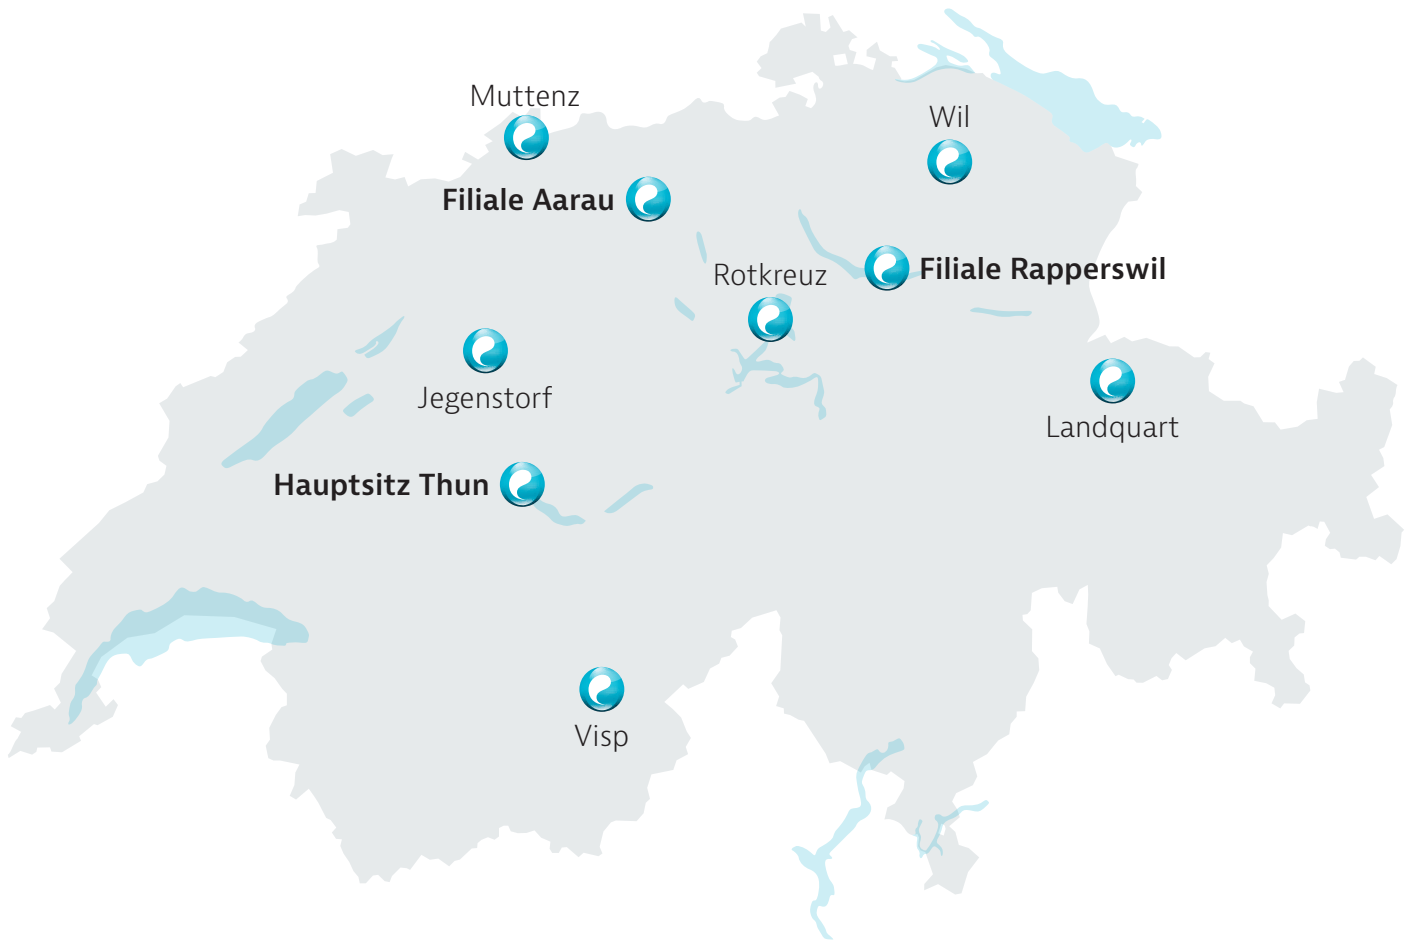 Muttenz
Wil
Filiale Aarau
Filiale Rapperswil
Rotkreuz
Jegenstorf
Landquart
Hauptsitz Thun
Visp